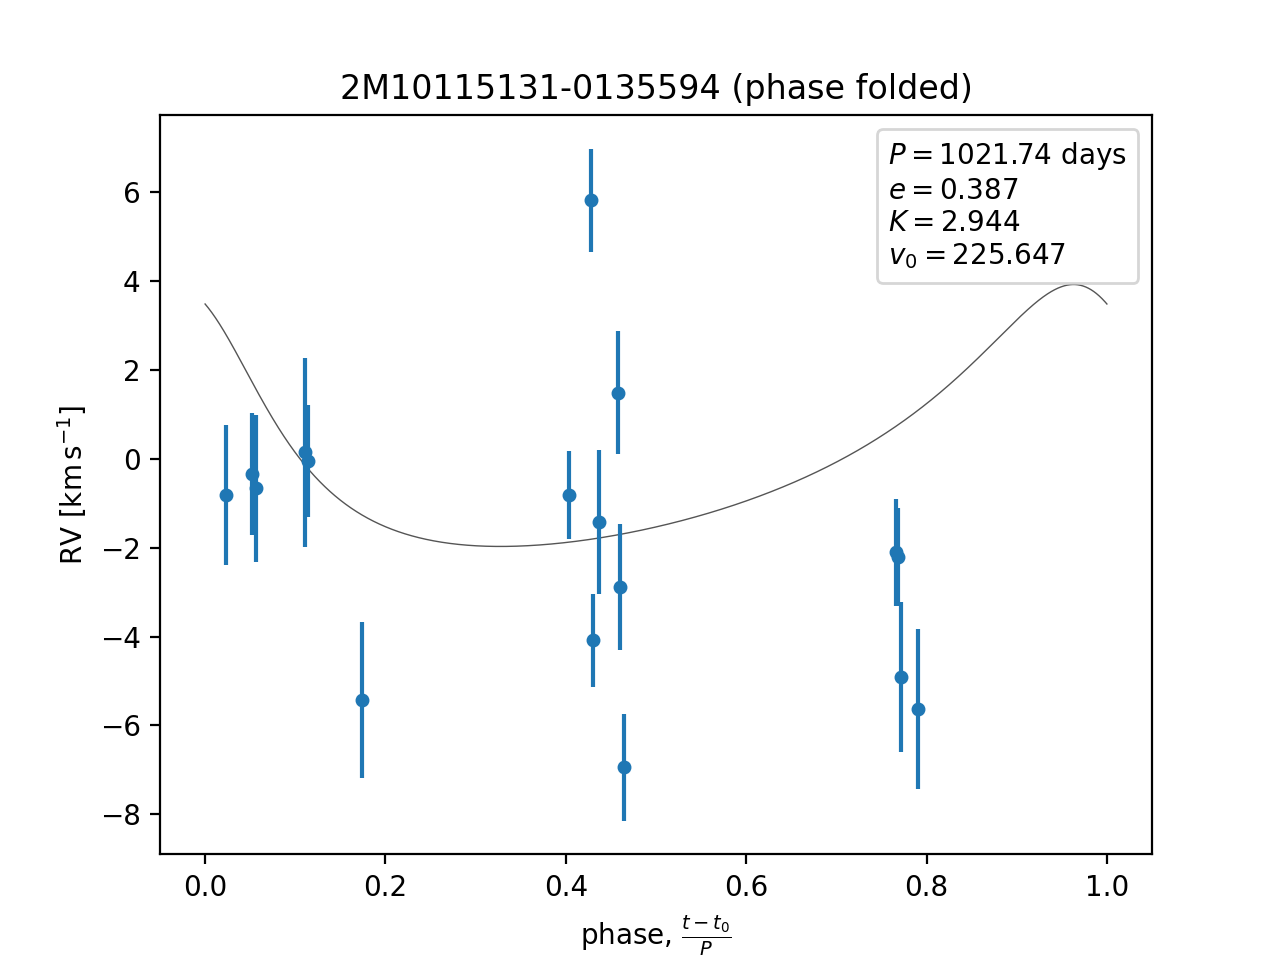 2M10115131-0135594 (phase folded)
P = 1021.74 days
e = 0.387
K = 2.944
v₀ = 225.647
6
4
2
0
−2
−4
−6
−8
RV [km s⁻¹]
0.0 0.2 0.4 0.6 0.8 1.0
phase, (t − t₀)/P